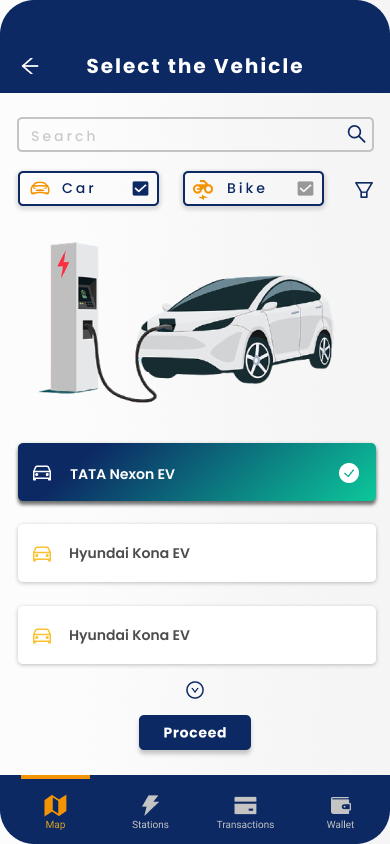 Select the Vehicle
Search
Car
Bike
TATA Nexon EV
Hyundai Kona EV
Hyundai Kona EV
Proceed
Map
Stations
Transactions
Wallet